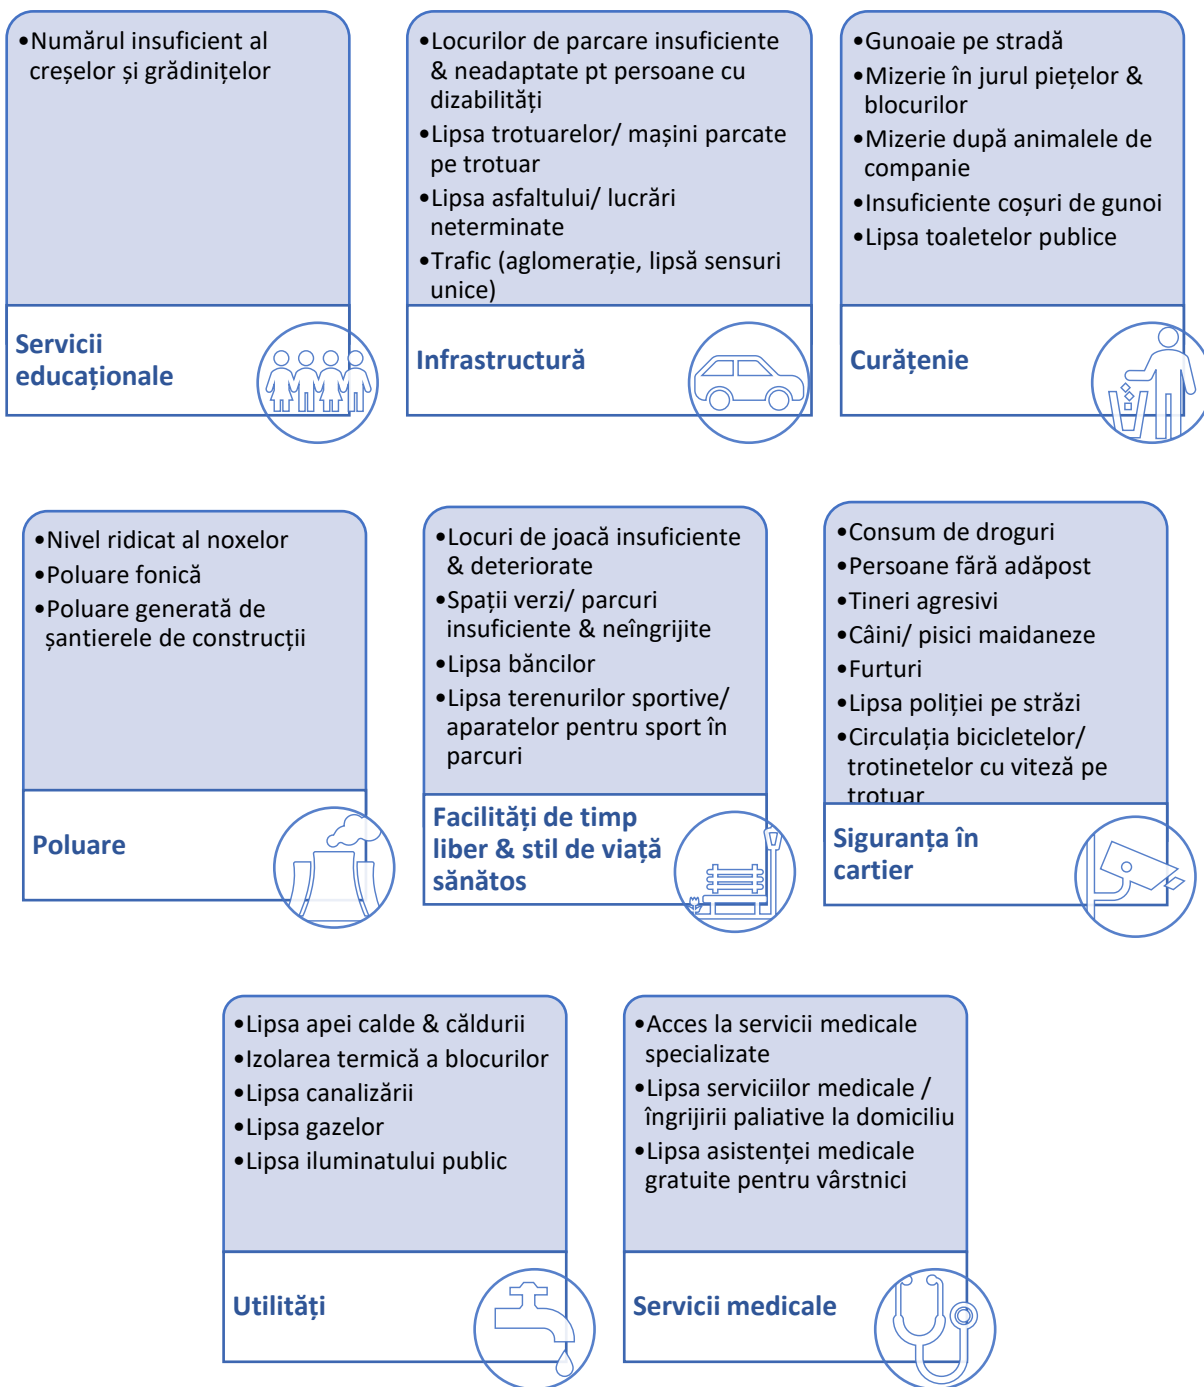 •Numărul insuficient al
creșelor și grădinițelor
Servicii
educaționale
•Locurilor de parcare insuficiente
& neadaptate pt persoane cu
dizabilități
•Lipsa trotuarelor/ mașini parcate
pe trotuar
•Lipsa asfaltului/ lucrări
neterminate
•Trafic (aglomerație, lipsă sensuri
unice)
Infrastructură
•Gunoaie pe stradă
•Mizerie în jurul piețelor &
blocurilor
•Mizerie după animalele de
companie
•Insuficiente coșuri de gunoi
•Lipsa toaletelor publice
Curățenie
•Nivel ridicat al noxelor
•Poluare fonică
•Poluare generată de
șantierele de construcții
Poluare
•Locuri de joacă insuficiente
& deteriorate
•Spații verzi/ parcuri
insuficiente & neîngrijite
•Lipsa băncilor
•Lipsa terenurilor sportive/
aparatelor pentru sport în
parcuri
Facilități de timp
liber & stil de viață
sănătos
•Consum de droguri
•Persoane fără adăpost
•Tineri agresivi
•Câini/ pisici maidaneze
•Furturi
•Lipsa poliției pe străzi
•Circulația bicicletelor/
trotinetelor cu viteză pe
trotuar
Siguranța în
cartier
•Lipsa apei calde & căldurii
•Izolarea termică a blocurilor
•Lipsa canalizării
•Lipsa gazelor
•Lipsa iluminatului public
Utilități
•Acces la servicii medicale
specializate
•Lipsa serviciilor medicale /
îngrijirii paliative la domiciliu
•Lipsa asistenței medicale
gratuite pentru vârstnici
Servicii medicale